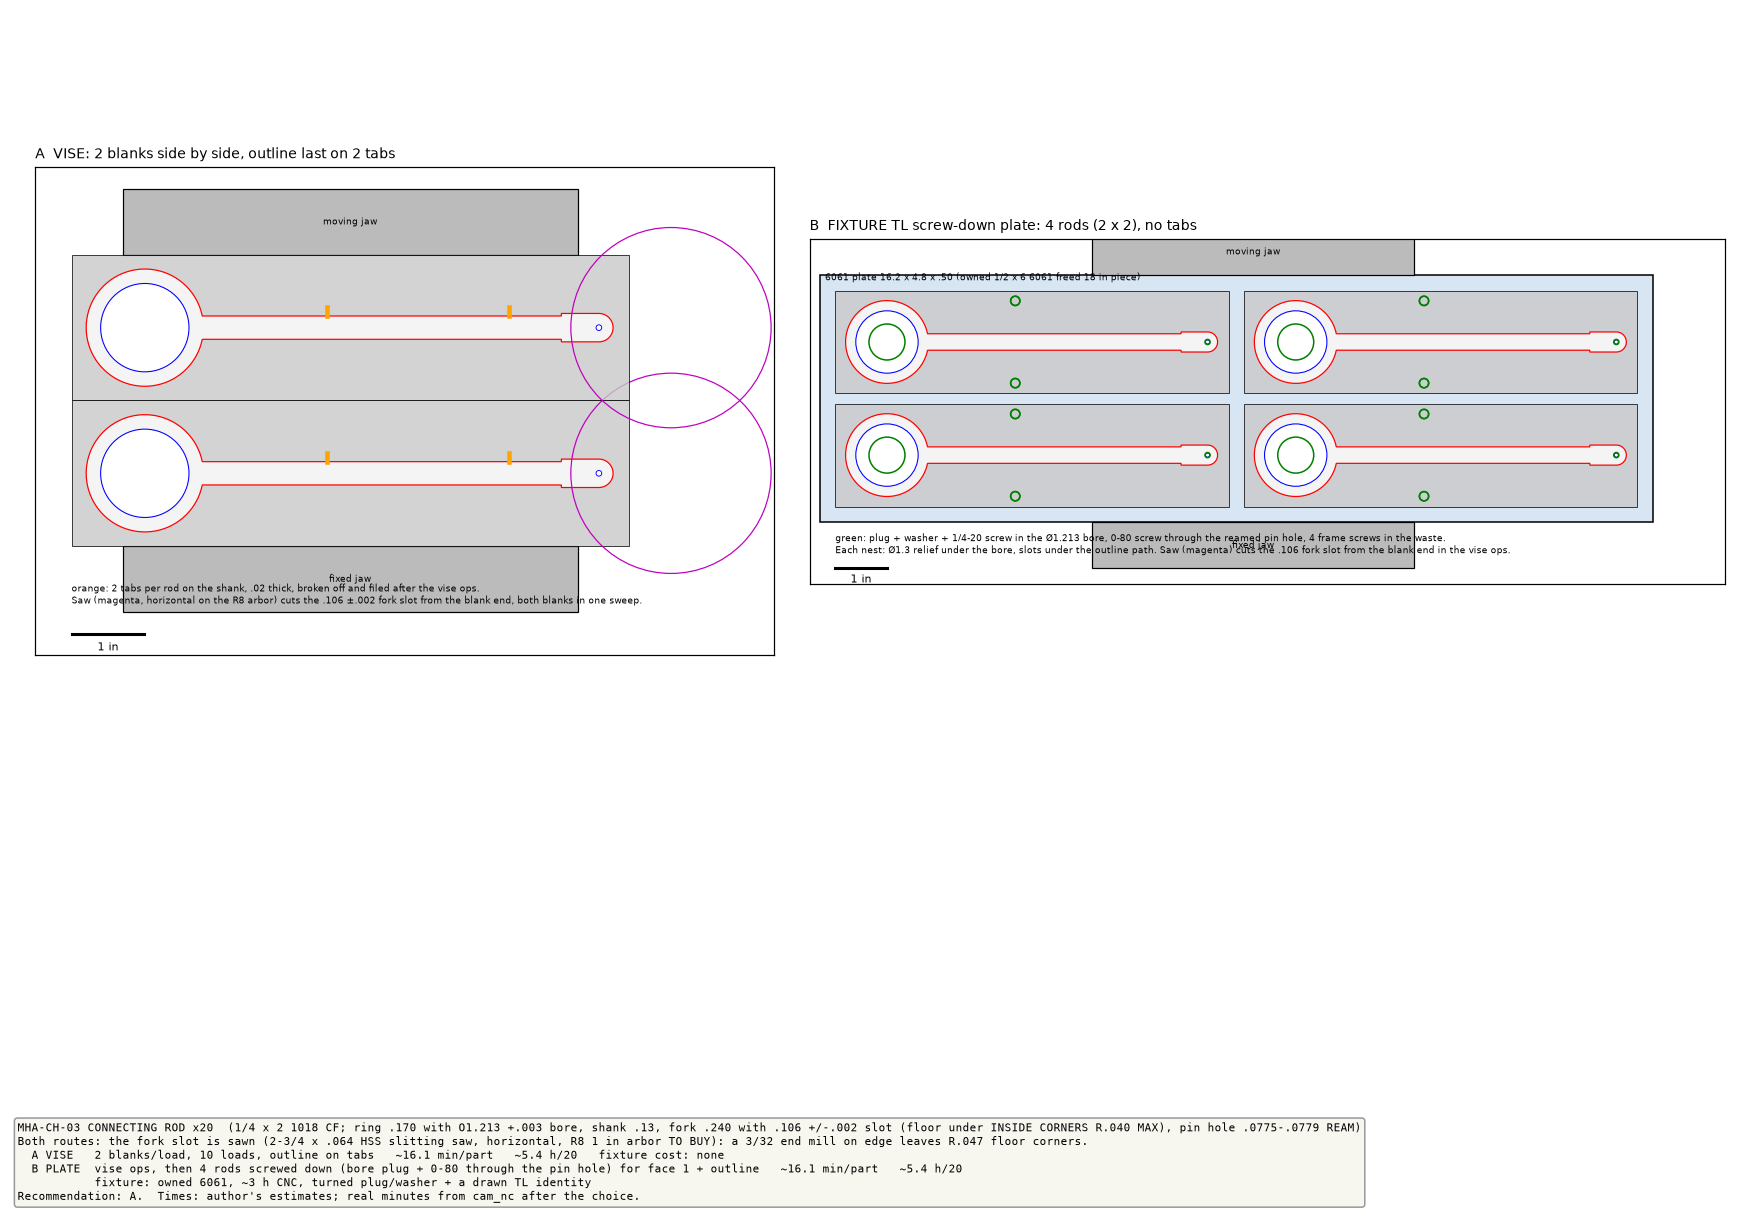 A  VISE: 2 blanks side by side, outline last on 2 tabs
moving jaw
fixed jaw
orange: 2 tabs per rod on the shank, .02 thick, broken off and filed after the vise ops.
Saw (magenta, horizontal on the R8 arbor) cuts the .106 ±.002 fork slot from the blank end, both blanks in one sweep.
1 in
B  FIXTURE TL screw-down plate: 4 rods (2 x 2), no tabs
moving jaw
6061 plate 16.2 x 4.8 x .50 (owned 1/2 x 6 6061 freed 18 in piece)
green: plug + washer + 1/4-20 screw in the Ø1.213 bore, 0-80 screw through the reamed pin hole, 4 frame screws in the waste.
fixed jaw
Each nest: Ø1.3 relief under the bore, slots under the outline path. Saw (magenta) cuts the .106 fork slot from the blank end in the vise ops.
1 in
MHA-CH-03 CONNECTING ROD x20  (1/4 x 2 1018 CF; ring .170 with O1.213 +.003 bore, shank .13, fork .240 with .106 +/-.002 slot (floor under INSIDE CORNERS R.040 MAX), pin hole .0775-.0779 REAM)
Both routes: the fork slot is sawn (2-3/4 x .064 HSS slitting saw, horizontal, R8 1 in arbor TO BUY): a 3/32 end mill on edge leaves R.047 floor corners.
A VISE   2 blanks/load, 10 loads, outline on tabs   ~16.1 min/part   ~5.4 h/20   fixture cost: none
B PLATE  vise ops, then 4 rods screwed down (bore plug + 0-80 through the pin hole) for face 1 + outline   ~16.1 min/part   ~5.4 h/20
fixture: owned 6061, ~3 h CNC, turned plug/washer + a drawn TL identity
Recommendation: A.  Times: author's estimates; real minutes from cam_nc after the choice.